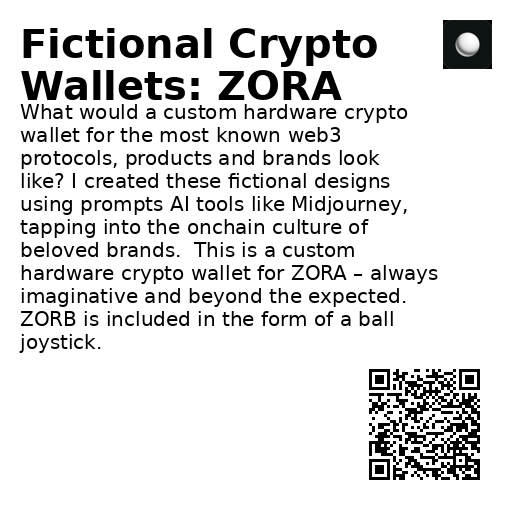 Fictional Crypto
Wallets: ZORA
What would a custom hardware crypto
wallet for the most known web3
protocols, products and brands look
like? I created these fictional designs
using prompts AI tools like Midjourney,
tapping into the onchain culture of
beloved brands.  This is a custom
hardware crypto wallet for ZORA – always
imaginative and beyond the expected.
ZORB is included in the form of a ball
joystick.